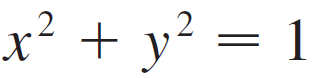 x² + y² = 1